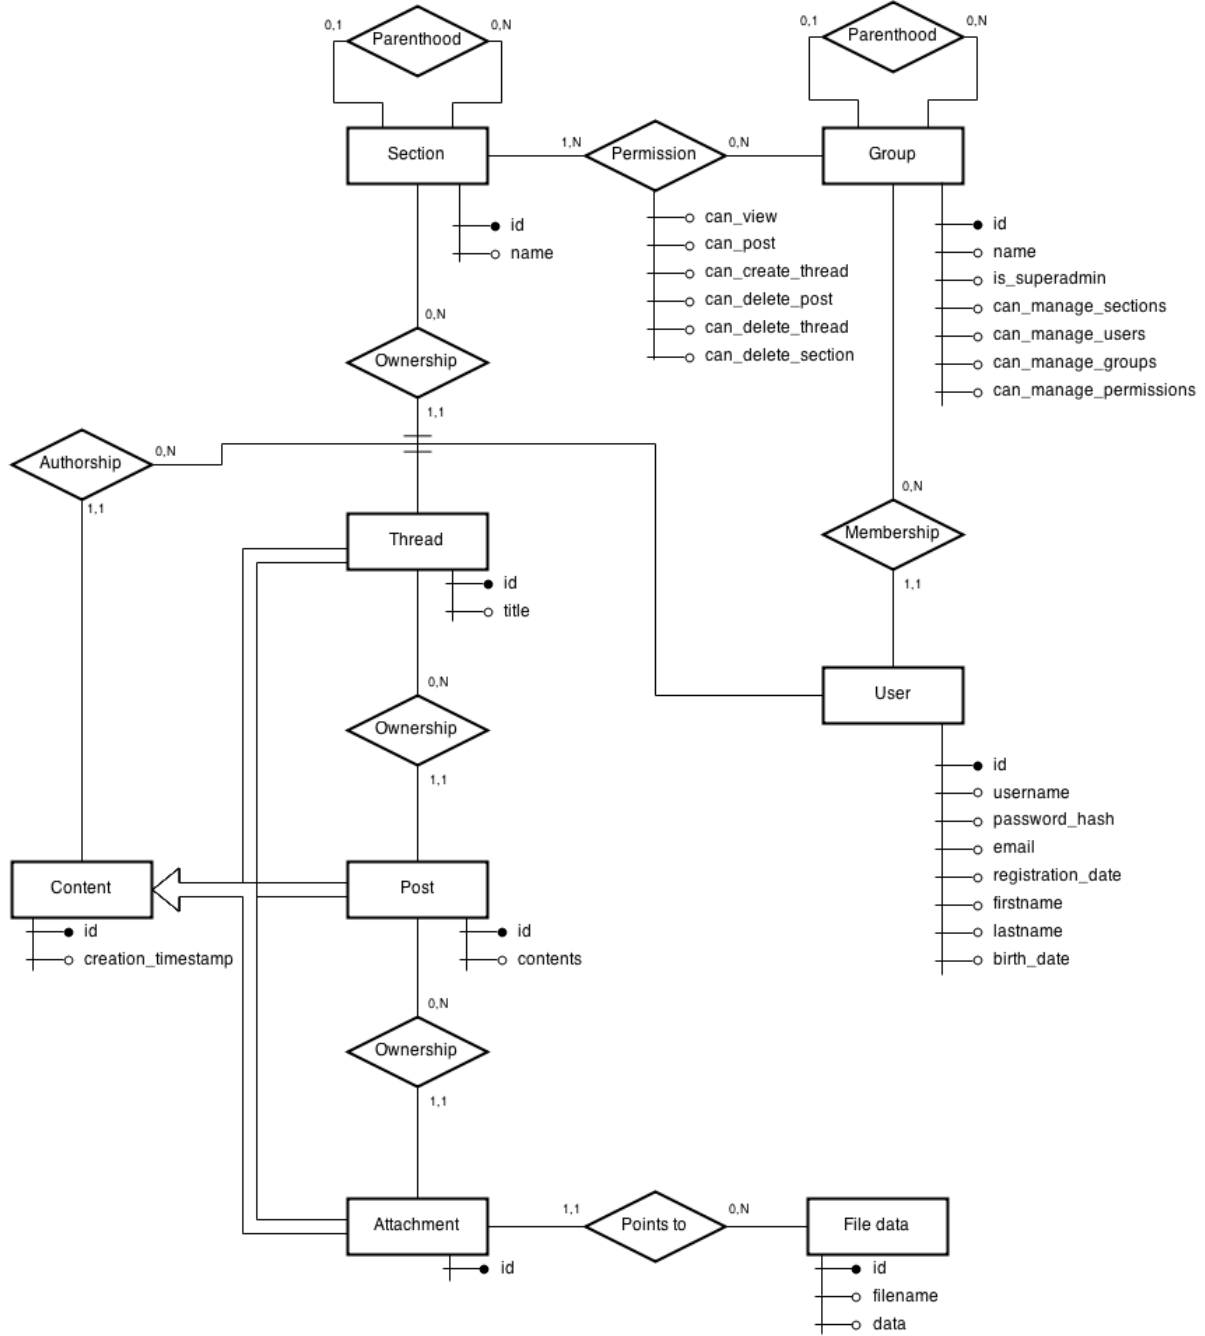 0,1
Parenthood
0,N
0,1
Parenthood
0,N
Section
1,N
Permission
0,N
Group
id
name
can_view
can_post
can_create_thread
can_delete_post
can_delete_thread
can_delete_section
id
name
is_superadmin
can_manage_sections
can_manage_users
can_manage_groups
can_manage_permissions
0,N
Ownership
1,1
Authorship
0,N
1,1
0,N
Membership
1,1
Thread
id
title
0,N
Ownership
1,1
User
id
username
password_hash
email
registration_date
firstname
lastname
birth_date
Content
id
creation_timestamp
Post
id
contents
0,N
Ownership
1,1
Attachment
id
1,1
Points to
0,N
File data
id
filename
data